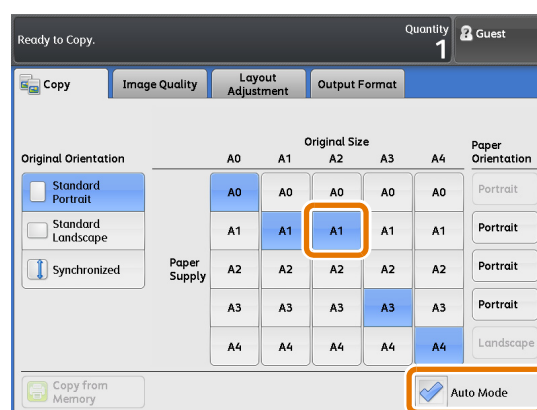 Ready to Copy.
Quantity
1
Guest
Copy
Image Quality
Layout
Adjustment
Output Format
Original Size
Original Orientation
A0 A1 A2 A3 A4
Paper
Orientation
Standard
Portrait
A0 A0 A0 A0 A0
Portrait
Standard
Landscape
A1 A1 A1 A1 A1
Portrait
Synchronized
Paper
Supply
A2 A2 A2 A2 A2
Portrait
A3 A3 A3 A3 A3
Portrait
A4 A4 A4 A4 A4
Landscape
Copy from
Memory
Auto Mode